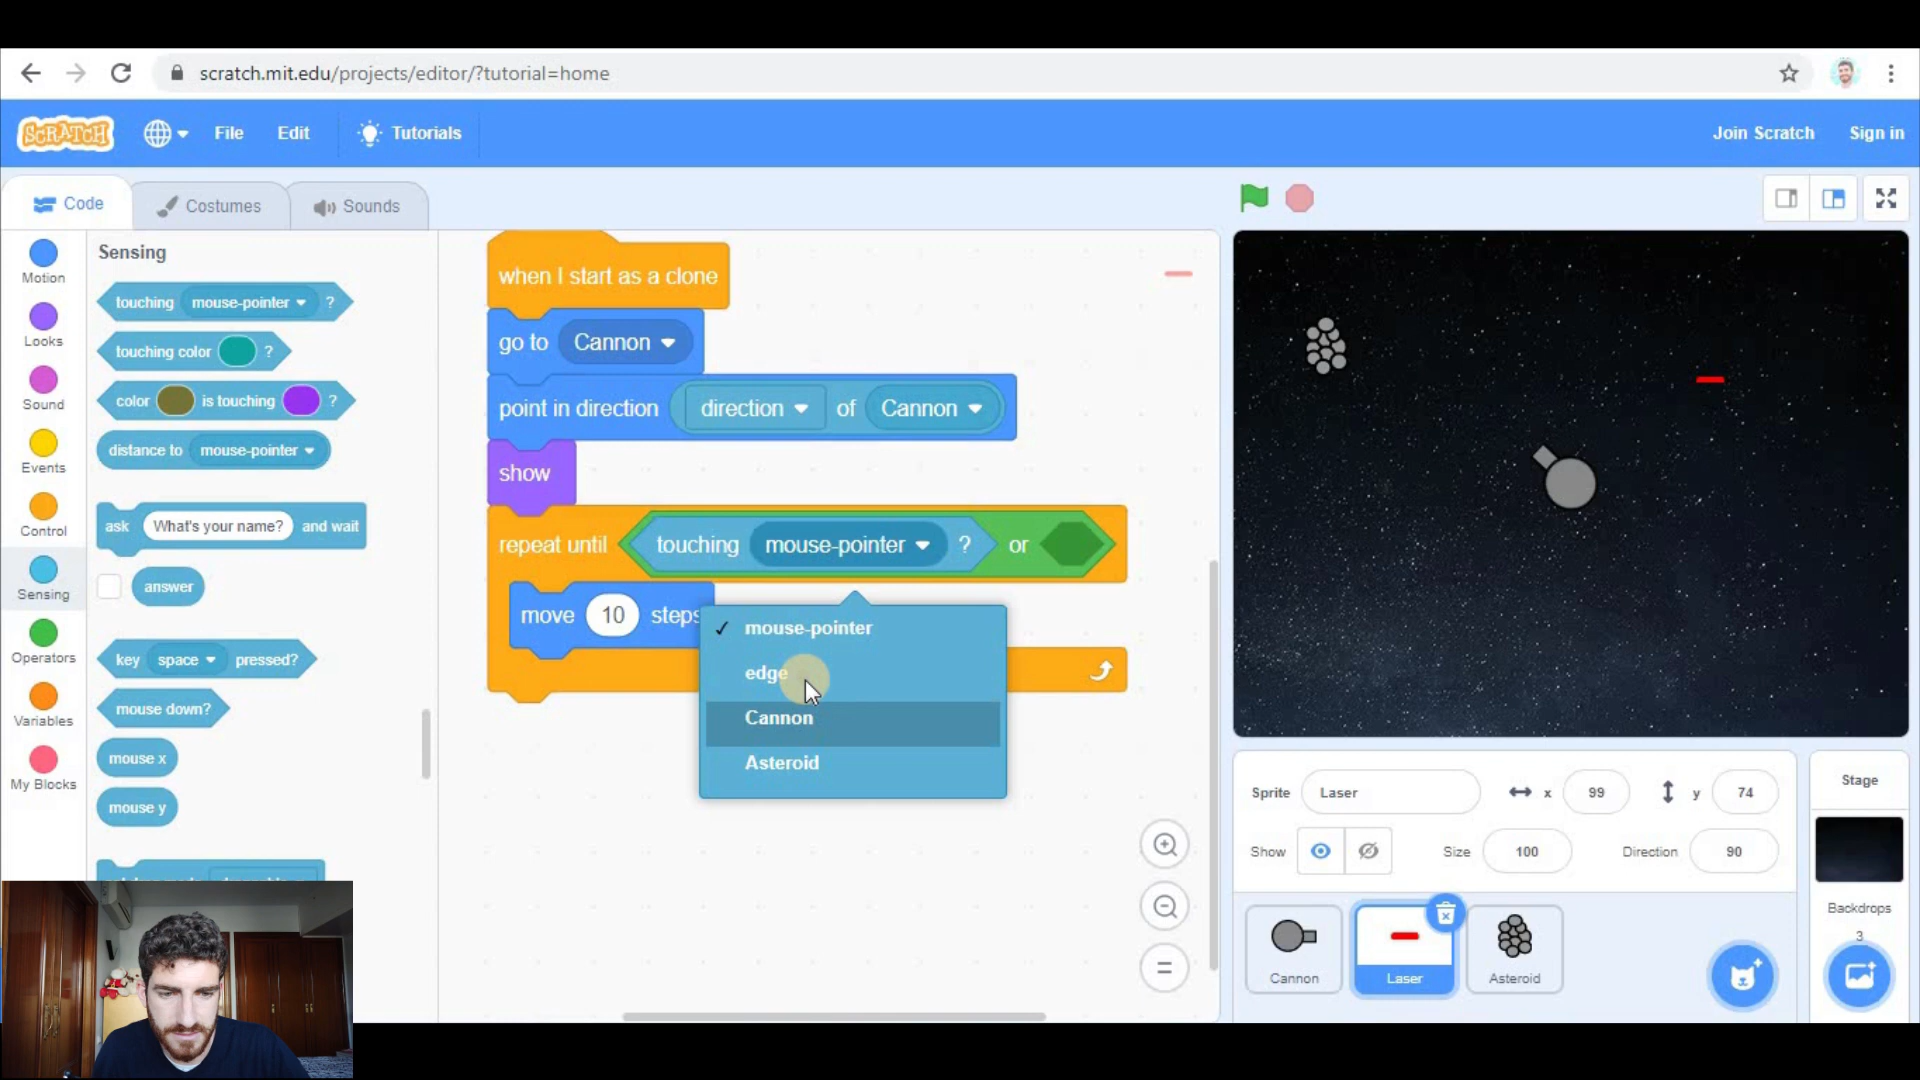 scratch.mit.edu/projects/editor/?tutorial=home
SCRATCH File Edit Tutorials Join Scratch Sign in
Code Costumes Sounds
Motion
Looks
Sound
Events
Control
Sensing
Operators
Variables
My Blocks
Sensing
touching mouse-pointer ?
touching color ?
color is touching ?
distance to mouse-pointer
ask What's your name? and wait
answer
key space pressed?
mouse down?
mouse x
mouse y
when I start as a clone
go to Cannon
point in direction direction of Cannon
show
repeat until touching mouse-pointer ? or
move 10 steps
✓ mouse-pointer
edge
Cannon
Asteroid
Sprite Laser x 99 y 74
Show Size 100 Direction 90
Cannon
Laser
Asteroid
Stage
Backdrops
3